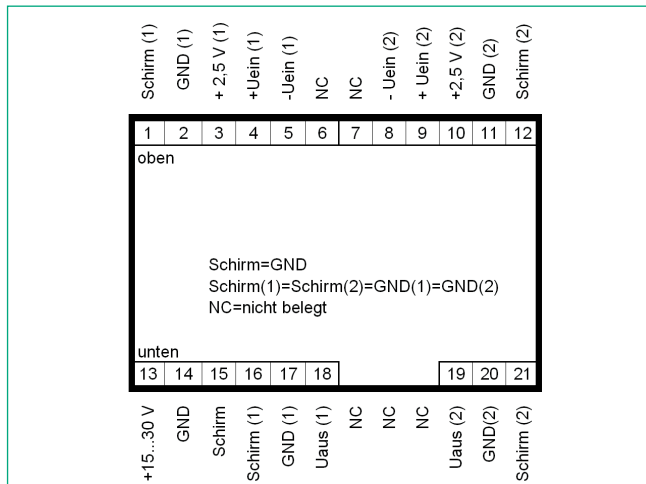 Schirm (1)
GND (1)
+ 2,5 V (1)
+Uein (1)
-Uein (1)
NC
NC
- Uein (2)
+ Uein (2)
+2,5 V (2)
GND (2)
Schirm (2)
1 2 3 4 5 6 7 8 9 10 11 12
oben
Schirm=GND
Schirm(1)=Schirm(2)=GND(1)=GND(2)
NC=nicht belegt
unten
13 14 15 16 17 18 19 20 21
+15...30 V
GND
Schirm
Schirm (1)
GND (1)
Uaus (1)
NC
NC
NC
Uaus (2)
GND(2)
Schirm (2)